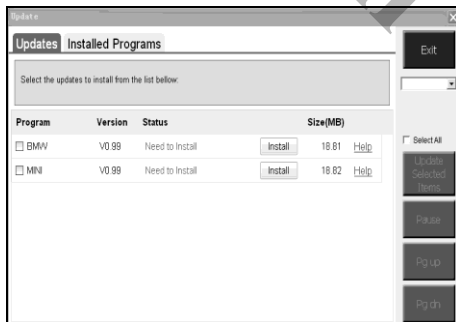 Update
Updates Installed Programs
Exit
Select the updates to install from the list bellow:
Program Version Status Size(MB)
BMW V0.99 Need to Install Install 18.81 Help
MINI V0.99 Need to Install Install 18.82 Help
Select All
Update
Selected
Items
Pause
Pg up
Pg dn